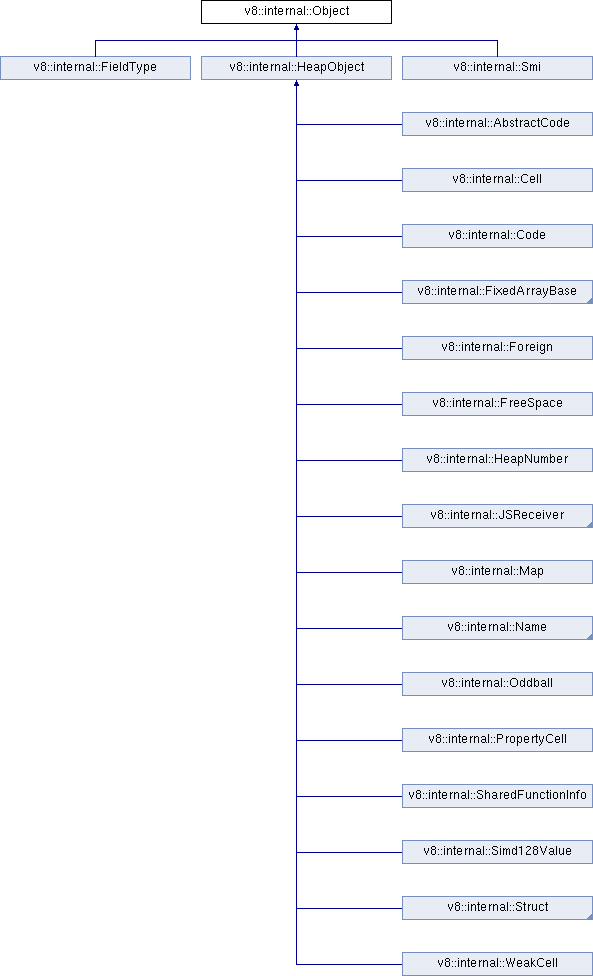 v8::internal::Object
v8::internal::FieldType
v8::internal::HeapObject
v8::internal::Smi
v8::internal::AbstractCode
v8::internal::Cell
v8::internal::Code
v8::internal::FixedArrayBase
v8::internal::Foreign
v8::internal::FreeSpace
v8::internal::HeapNumber
v8::internal::JSReceiver
v8::internal::Map
v8::internal::Name
v8::internal::Oddball
v8::internal::PropertyCell
v8::internal::SharedFunctionInfo
v8::internal::Simd128Value
v8::internal::Struct
v8::internal::WeakCell